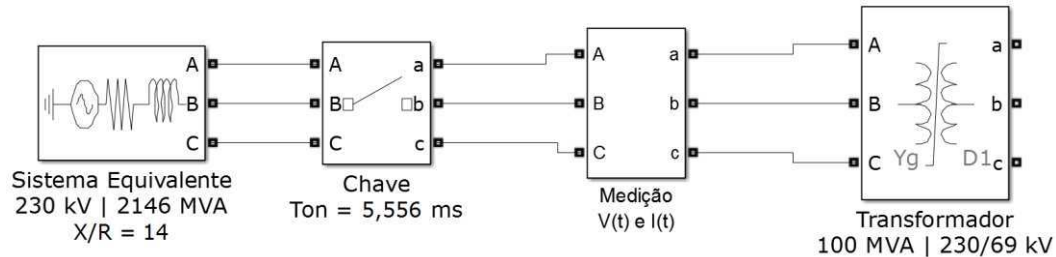 A
B
C
Sistema Equivalente
230 kV | 2146 MVA
X/R = 14
A
B
C
a
b
c
Chave
Ton = 5,556 ms
A
B
C
a
b
c
Medição
V(t) e I(t)
A
B
C
a
b
c
Yg D1
Transformador
100 MVA | 230/69 kV